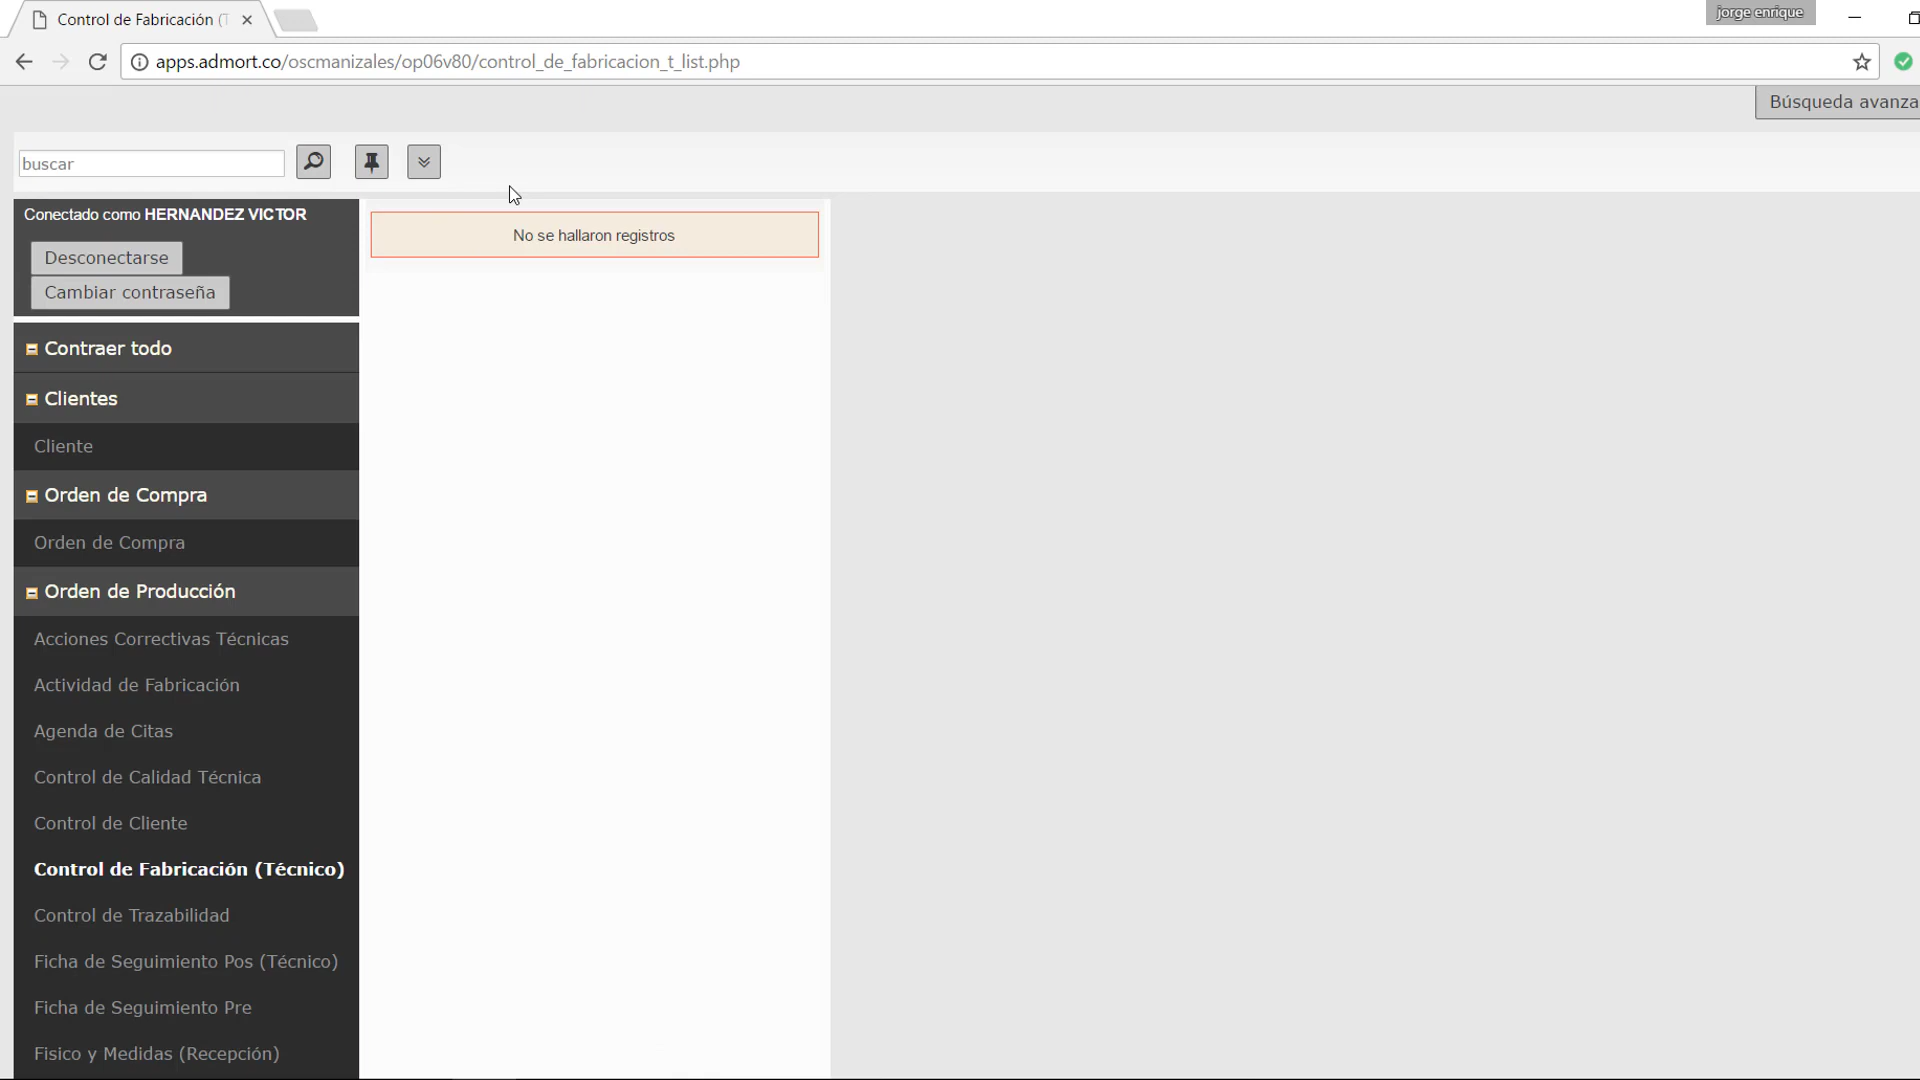 Control de Fabricación (T
jorge enrique
apps.admort.co/oscmanizales/op06v80/control_de_fabricacion_t_list.php
Búsqueda avanza
buscar
Conectado como HERNANDEZ VICTOR
No se hallaron registros
Desconectarse
Cambiar contraseña
Contraer todo
Clientes
Cliente
Orden de Compra
Orden de Compra
Orden de Producción
Acciones Correctivas Técnicas
Actividad de Fabricación
Agenda de Citas
Control de Calidad Técnica
Control de Cliente
Control de Fabricación (Técnico)
Control de Trazabilidad
Ficha de Seguimiento Pos (Técnico)
Ficha de Seguimiento Pre
Fisico y Medidas (Recepción)